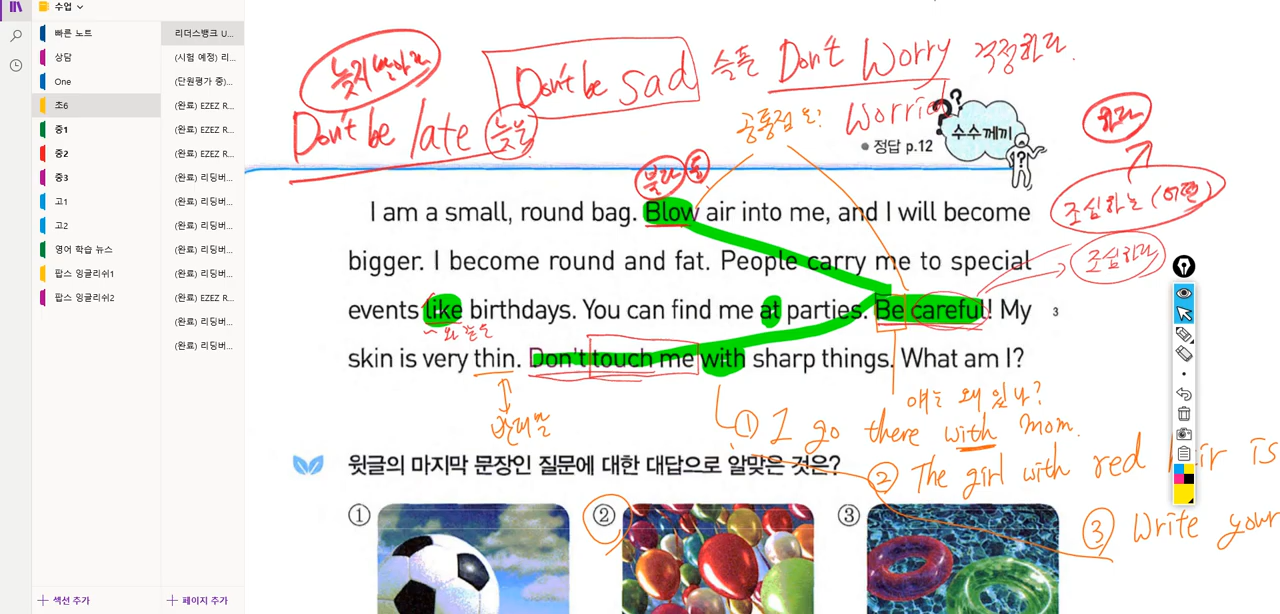 수업
빠른 노트
상담
One
초6
중1
중2
중3
고1
고2
영어 학습 뉴스
팝스 잉글리쉬1
팝스 잉글리쉬2
섹션 추가
리더스뱅크 U...
(시험 예정) 리...
(단원평가 중)...
(완료) EZEZ R...
(완료) EZEZ R...
(완료) EZEZ R...
(완료) 리딩버...
(완료) 리딩버...
(완료) 리딩버...
(완료) 리딩버...
(완료) 리딩버...
(완료) EZEZ R...
(완료) 리딩버...
(완료) 리딩버...
페이지 추가
늦지 말아라
Don't be sad 슬픈 Don't Worry 걱정한다.
Don't be late 늦은
공통점은? Worried
수수께끼
정답 p.12
불다 동
조심하는 (어떤)
조심한다
I am a small, round bag. Blow air into me, and I will become
bigger. I become round and fat. People carry me to special
events like birthdays. You can find me at parties. Be careful! My
3
~와 같은
skin is very thin. Don't touch me with sharp things. What am I?
반대말
얘는 왜 있나?
① I go there with mom.
② The girl with red hair is
③ Write your
윗글의 마지막 문장인 질문에 대한 대답으로 알맞은 것은?
①
②
③